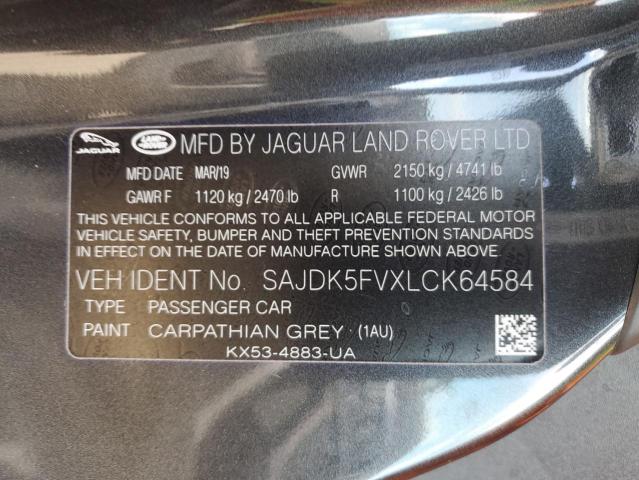 JAGUAR LAND ROVER MFD BY JAGUAR LAND ROVER LTD
MFD DATE MAR/19 GVWR 2150 kg / 4741 lb
GAWR F 1120 kg / 2470 lb R 1100 kg / 2426 lb
THIS VEHICLE CONFORMS TO ALL APPLICABLE FEDERAL MOTOR
VEHICLE SAFETY, BUMPER AND THEFT PREVENTION STANDARDS
IN EFFECT ON THE DATE OF MANUFACTURE SHOWN ABOVE.
VEH IDENT No. SAJDK5FVXLCK64584
TYPE PASSENGER CAR
PAINT CARPATHIAN GREY (1AU)
KX53-4883-UA